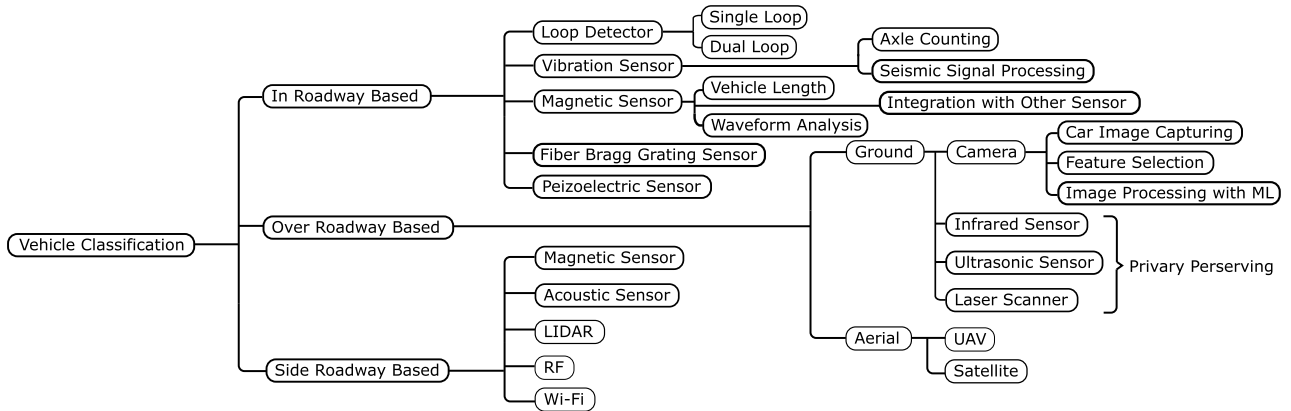 Vehicle Classification
In Roadway Based
Loop Detector
Single Loop
Dual Loop
Vibration Sensor
Axle Counting
Seismic Signal Processing
Magnetic Sensor
Vehicle Length
Integration with Other Sensor
Waveform Analysis
Fiber Bragg Grating Sensor
Peizoelectric Sensor
Over Roadway Based
Ground
Camera
Car Image Capturing
Feature Selection
Image Processing with ML
Infrared Sensor
Ultrasonic Sensor
Laser Scanner
Privary Perserving
Aerial
UAV
Satellite
Side Roadway Based
Magnetic Sensor
Acoustic Sensor
LIDAR
RF
Wi-Fi